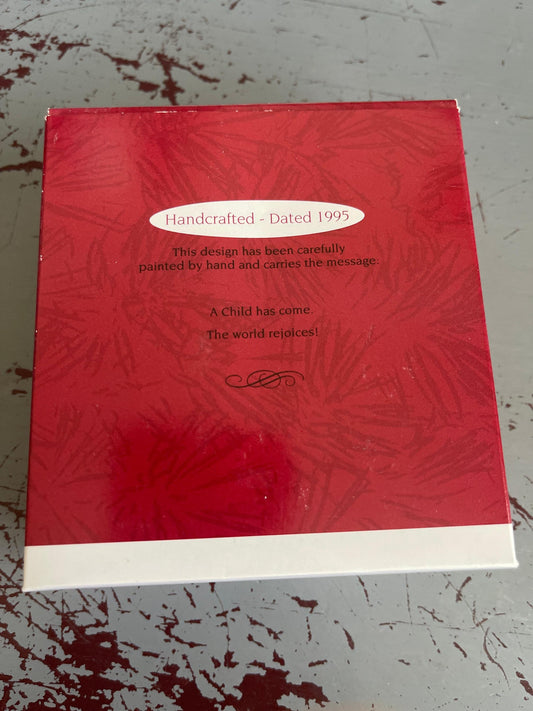 Handcrafted - Dated 1995
This design has been carefully
painted by hand and carries the message:
A Child has come.
The world rejoices!